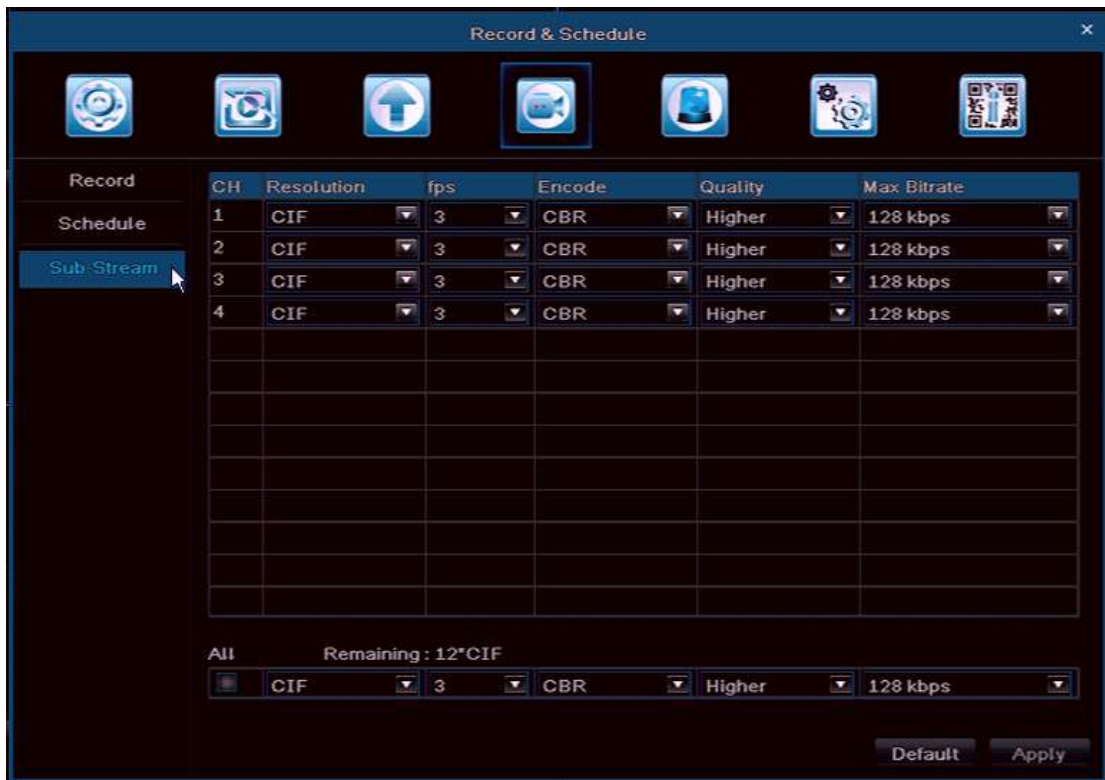 Record & Schedule ×
Record
Schedule
Sub-Stream
CH Resolution fps Encode Quality Max Bitrate
1 CIF 3 CBR Higher 128 kbps
2 CIF 3 CBR Higher 128 kbps
3 CIF 3 CBR Higher 128 kbps
4 CIF 3 CBR Higher 128 kbps
All Remaining : 12*CIF
CIF 3 CBR Higher 128 kbps
Default Apply